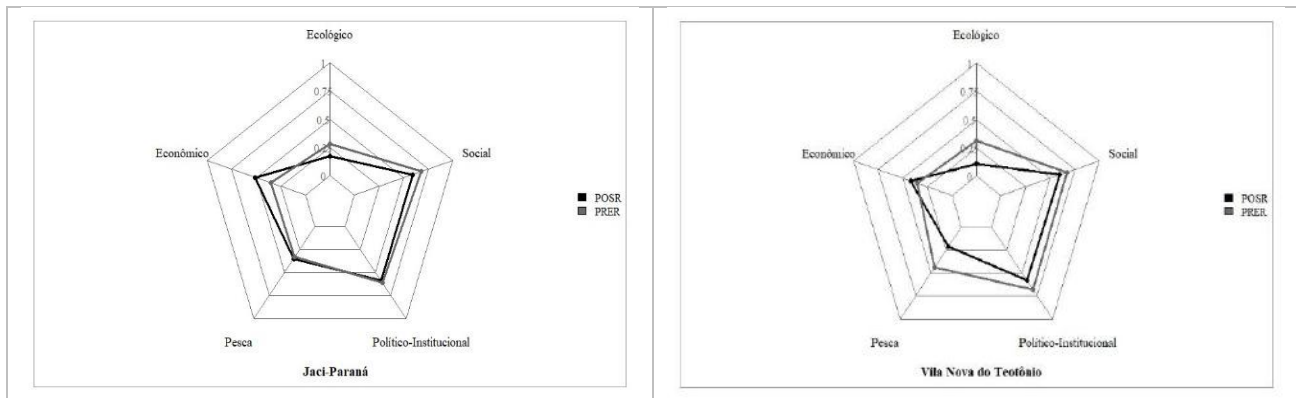 Ecológico
1
0.75
0.5
0.25
0
Econômico
Social
POSR
PRER
Pesca
Político-Institucional
Jaci-Paraná
Ecológico
1
0.75
0.5
0.25
0
Econômico
Social
POSR
PRER
Pesca
Político-Institucional
Vila Nova do Teotônio